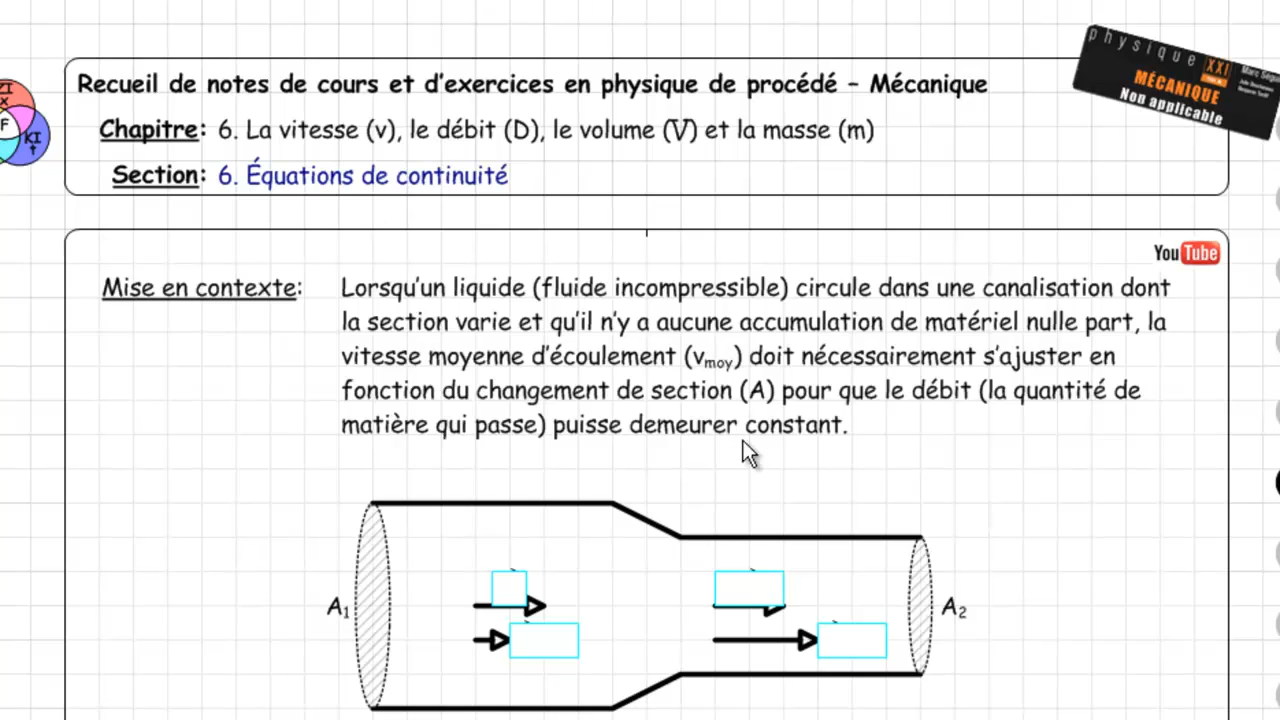 physique XXI
MÉCANIQUE
Non applicable
Recueil de notes de cours et d'exercices en physique de procédé – Mécanique
Chapitre: 6. La vitesse (v), le débit (D), le volume (V) et la masse (m)
Section: 6. Équations de continuité
KI
YouTube
Mise en contexte: Lorsqu'un liquide (fluide incompressible) circule dans une canalisation dont
la section varie et qu'il n'y a aucune accumulation de matériel nulle part, la
vitesse moyenne d'écoulement (vmoy) doit nécessairement s'ajuster en
fonction du changement de section (A) pour que le débit (la quantité de
matière qui passe) puisse demeurer constant.
A₁
A₂